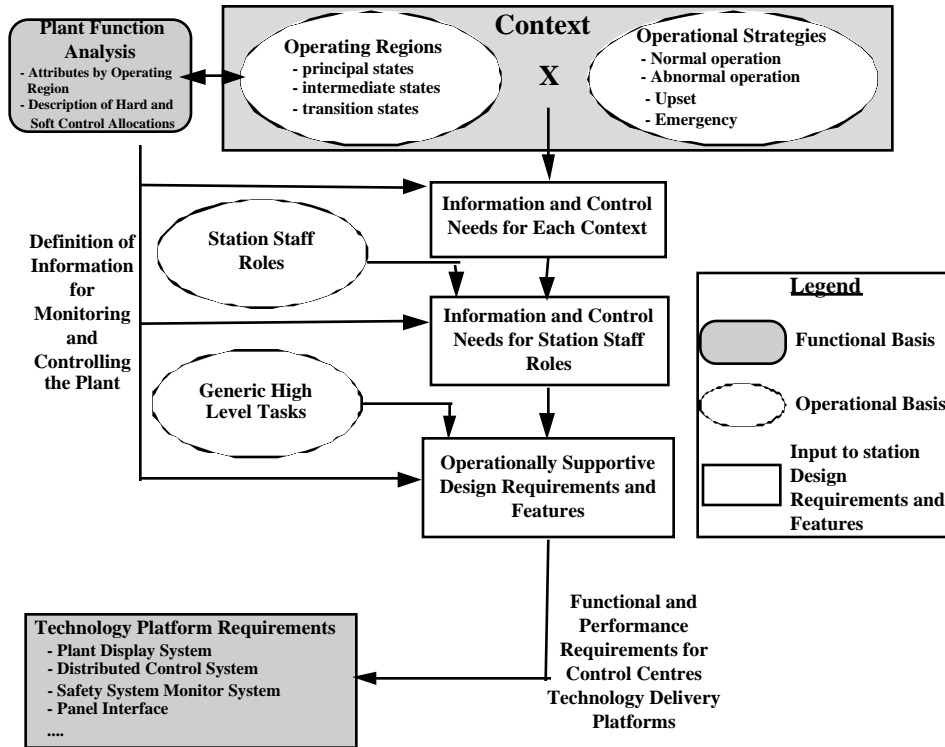 Plant Function
Analysis
- Attributes by Operating
Region
- Description of Hard and
Soft Control Allocations
Context
Operating Regions
- principal states
- intermediate states
- transition states
X
Operational Strategies
- Normal operation
- Abnormal operation
- Upset
- Emergency
Information and Control
Needs for Each Context
Definition of
Information
for
Monitoring
and
Controlling
the Plant
Station Staff
Roles
Information and Control
Needs for Station Staff
Roles
Generic High
Level Tasks
Operationally Supportive
Design Requirements and
Features
Legend
Functional Basis
Operational Basis
Input to station
Design
Requirements and
Features
Technology Platform Requirements
- Plant Display System
- Distributed Control System
- Safety System Monitor System
- Panel Interface
....
Functional and
Performance
Requirements for
Control Centres
Technology Delivery
Platforms